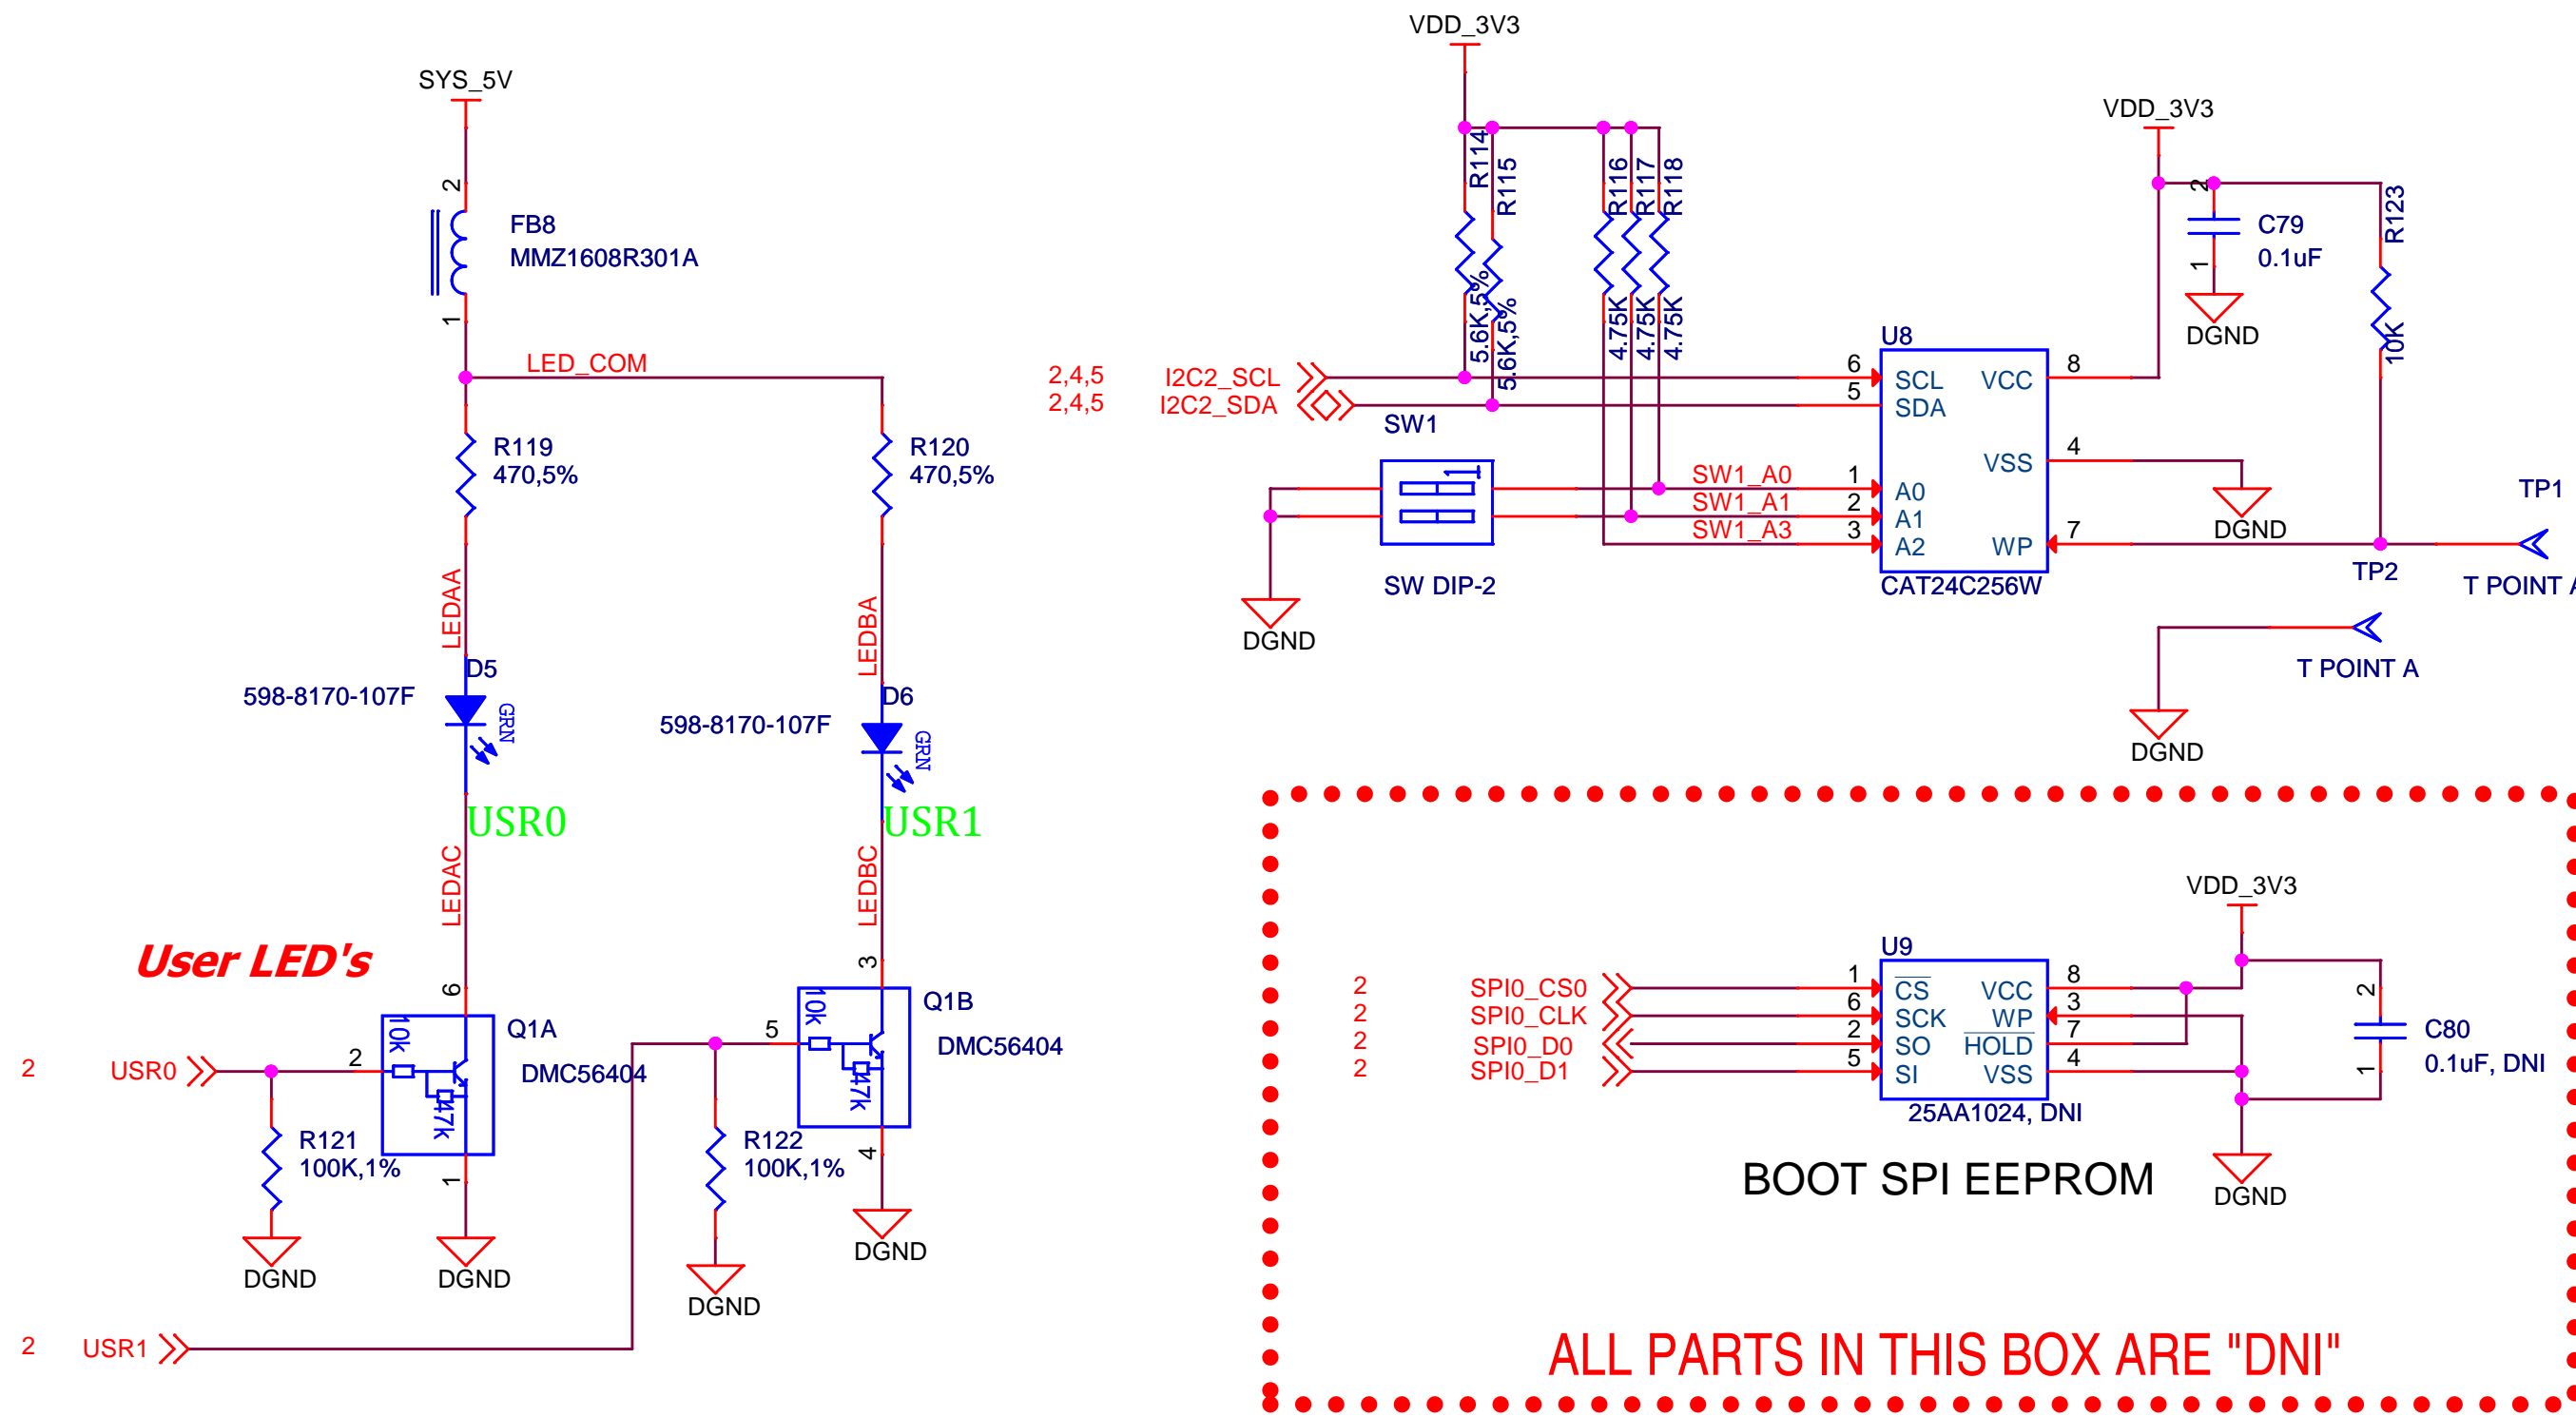 SYS_5V
2
FB8
MMZ1608R301A
1
LED_COM
R119
470,5%
R120
470,5%
LEDAA
LEDBA
D5
598-8170-107F
GRN
D6
598-8170-107F
GRN
USR0
USR1
LEDAC
LEDBC
User LED's
6
3
10k
Q1A
DMC56404
47k
10k
Q1B
DMC56404
47k
2 USR0
2
5
R121
100K,1%
1
R122
100K,1%
4
DGND
DGND
DGND
DGND
2 USR1
VDD_3V3
R114
R115
R116
R117
R118
5.6K,5%
5.6K,5%
4.75K
4.75K
4.75K
2,4,5 I2C2_SCL
2,4,5 I2C2_SDA
SW1
SW DIP-2
1
DGND
SW1_A0
SW1_A1
SW1_A3
U8
6 SCL VCC 8
5 SDA
VSS 4
1 A0
2 A1
3 A2 WP 7
CAT24C256W
VDD_3V3
2
C79
0.1uF
1
DGND
R123
10K
DGND
TP1
T POINT A
TP2
T POINT A
DGND
VDD_3V3
U9
2 SPI0_CS0 1 CS VCC 8
2 SPI0_CLK 6 SCK WP 3
2 SPI0_D0 2 SO HOLD 7
2 SPI0_D1 5 SI VSS 4
25AA1024, DNI
2
C80
0.1uF, DNI
1
DGND
BOOT SPI EEPROM
ALL PARTS IN THIS BOX ARE "DNI"